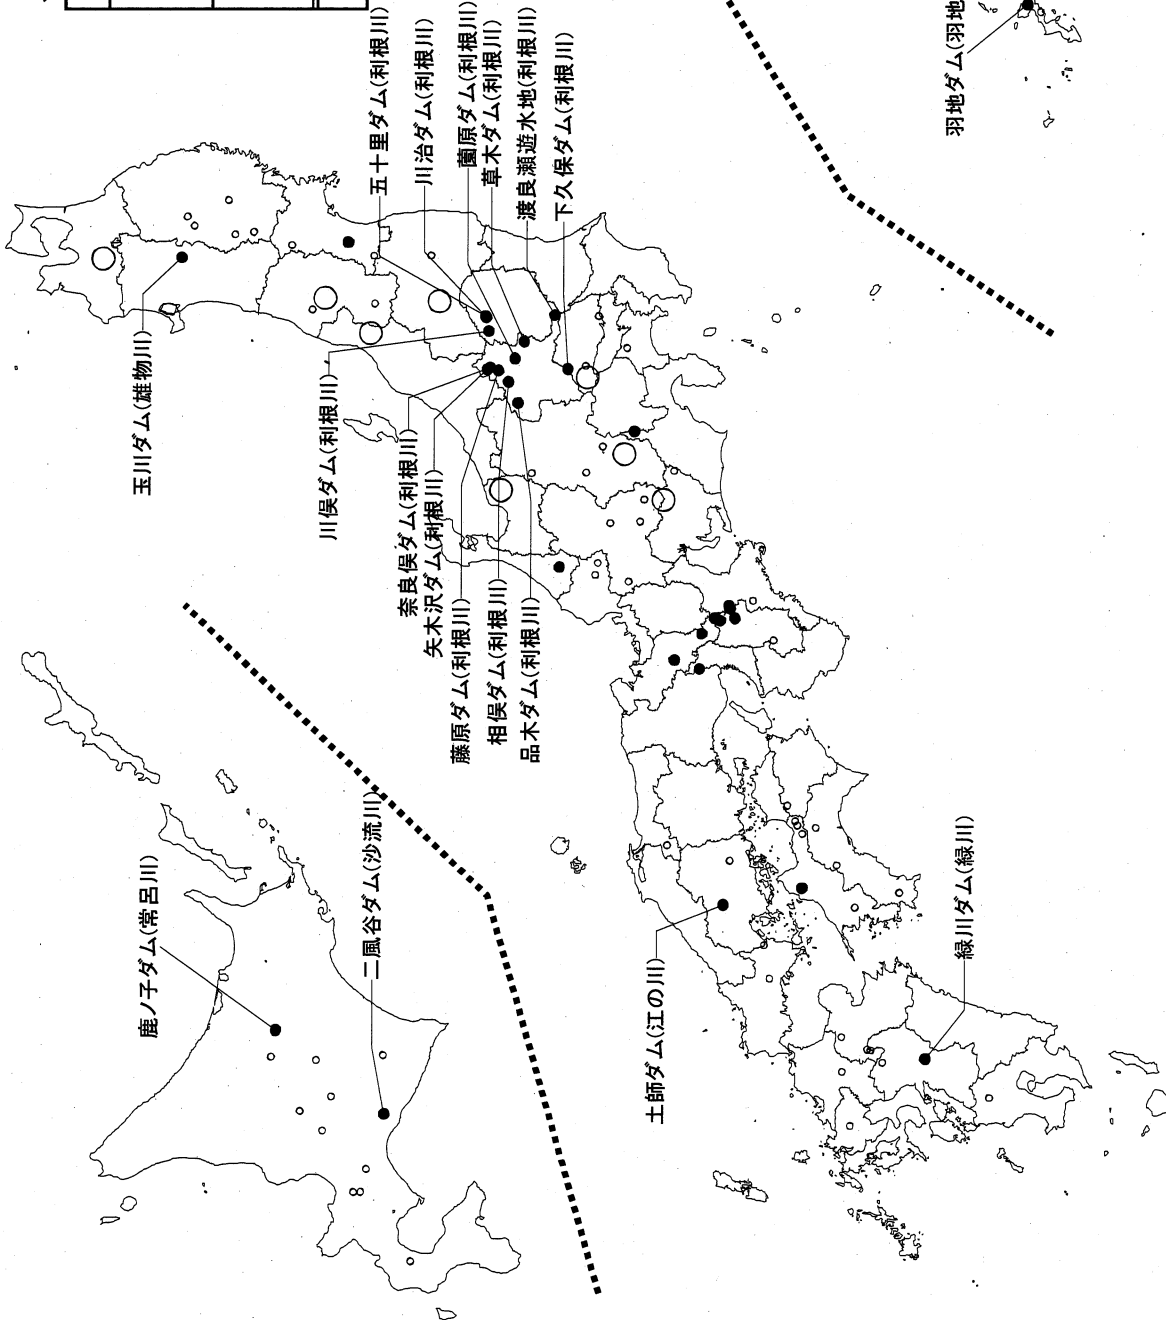 五十里ダム(利根川)
川治ダム(利根川)
薗原ダム(利根川)
草木ダム(利根川)
渡良瀬遊水地(利根川)
下久保ダム(利根川)
羽地ダム(羽地
玉川ダム(雄物川)
川俣ダム(利根川)
奈良俣ダム(利根川)
矢木沢ダム(利根川)
藤原ダム(利根川)
相俣ダム(利根川)
品木ダム(利根川)
鹿ノ子ダム(常呂川)
二風谷ダム(沙流川)
土師ダム(江の川)
緑川ダム(緑川)